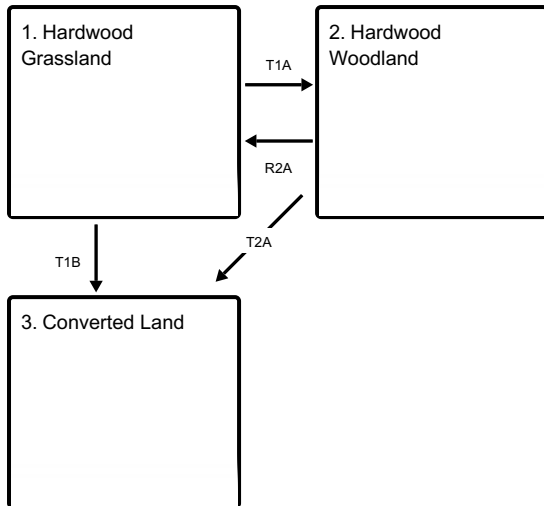 1. Hardwood
Grassland
T1A
2. Hardwood
Woodland
R2A
T1B
T2A
3. Converted Land